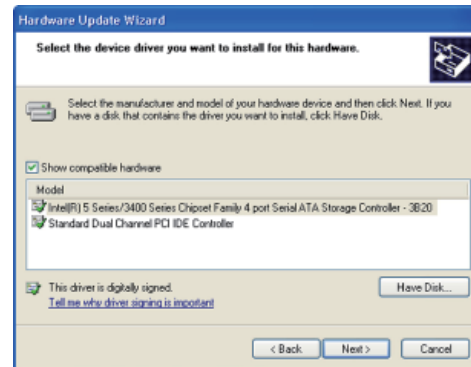 Hardware Update Wizard
Select the device driver you want to install for this hardware.
Select the manufacturer and model of your hardware device and then click Next. If you
have a disk that contains the driver you want to install, click Have Disk.
Show compatible hardware
Model
Intel(R) 5 Series/3400 Series Chipset Family 4 port Serial ATA Storage Controller - 3B20
Standard Dual Channel PCI IDE Controller
This driver is digitally signed.
Have Disk...
Tell me why driver signing is important
< Back
Next >
Cancel